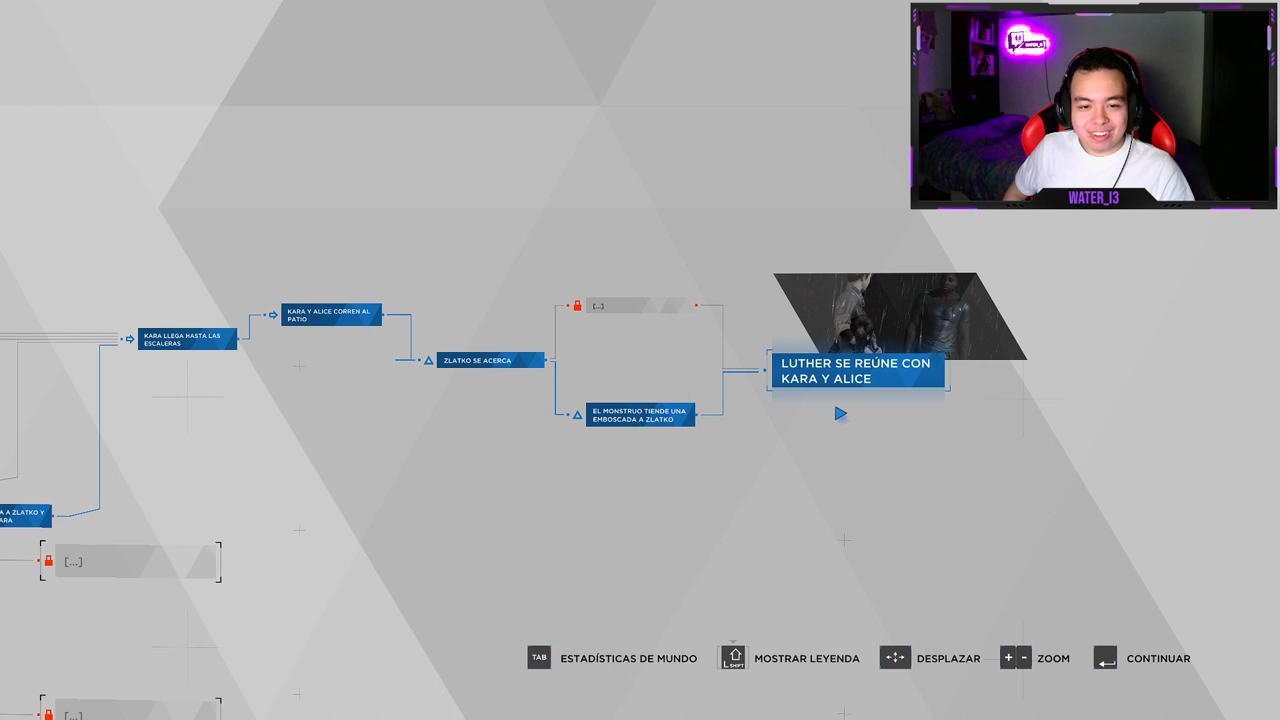 WATER_I3
KARA LLEGA HASTA LAS
ESCALERAS
KARA Y ALICE CORREN AL
PATIO
ZLATKO SE ACERCA
[...]
EL MONSTRUO TIENDE UNA
EMBOSCADA A ZLATKO
LUTHER SE REÚNE CON
KARA Y ALICE
A A ZLATKO Y
ARA
[...]
[...]
TAB
ESTADÍSTICAS DE MUNDO
L SHIFT
MOSTRAR LEYENDA
DESPLAZAR
+ -
ZOOM
CONTINUAR